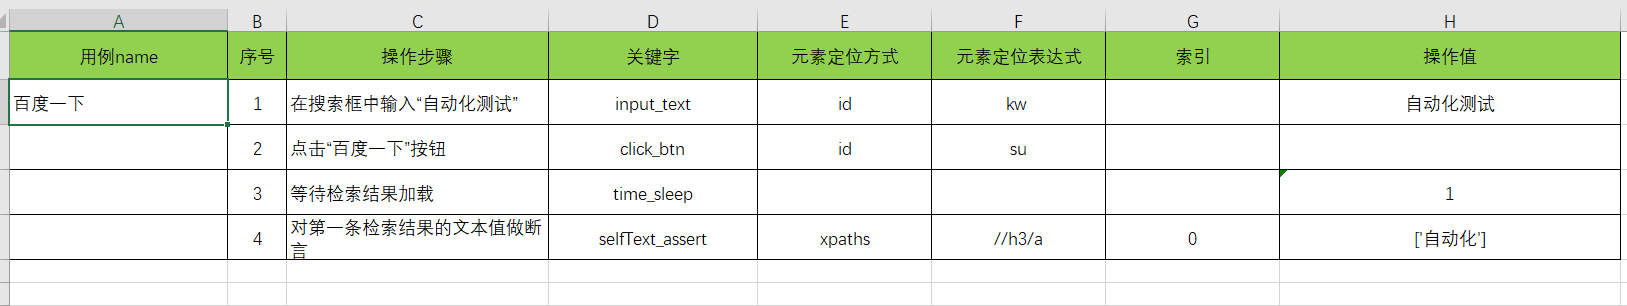 A B C D E F G H
用例name 序号 操作步骤 关键字 元素定位方式 元素定位表达式 索引 操作值
百度一下 1 在搜索框中输入“自动化测试” input_text id kw 自动化测试
2 点击“百度一下”按钮 click_btn id su
3 等待检索结果加载 time_sleep 1
4 对第一条检索结果的文本值做断
言 selfText_assert xpaths //h3/a 0 ['自动化']